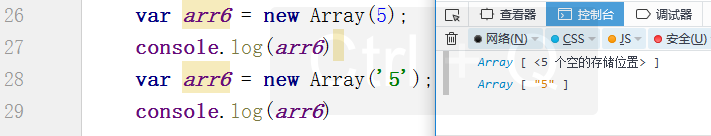 26 var arr6 = new Array(5);
27 console.log(arr6)
28 var arr6 = new Array('5');
29 console.log(arr6)
Ctrl + Q
查看器 控制台 调试器
网络(N) CSS JS 安全(U)
Array [ <5 个空的存储位置> ]
Array [ "5" ]